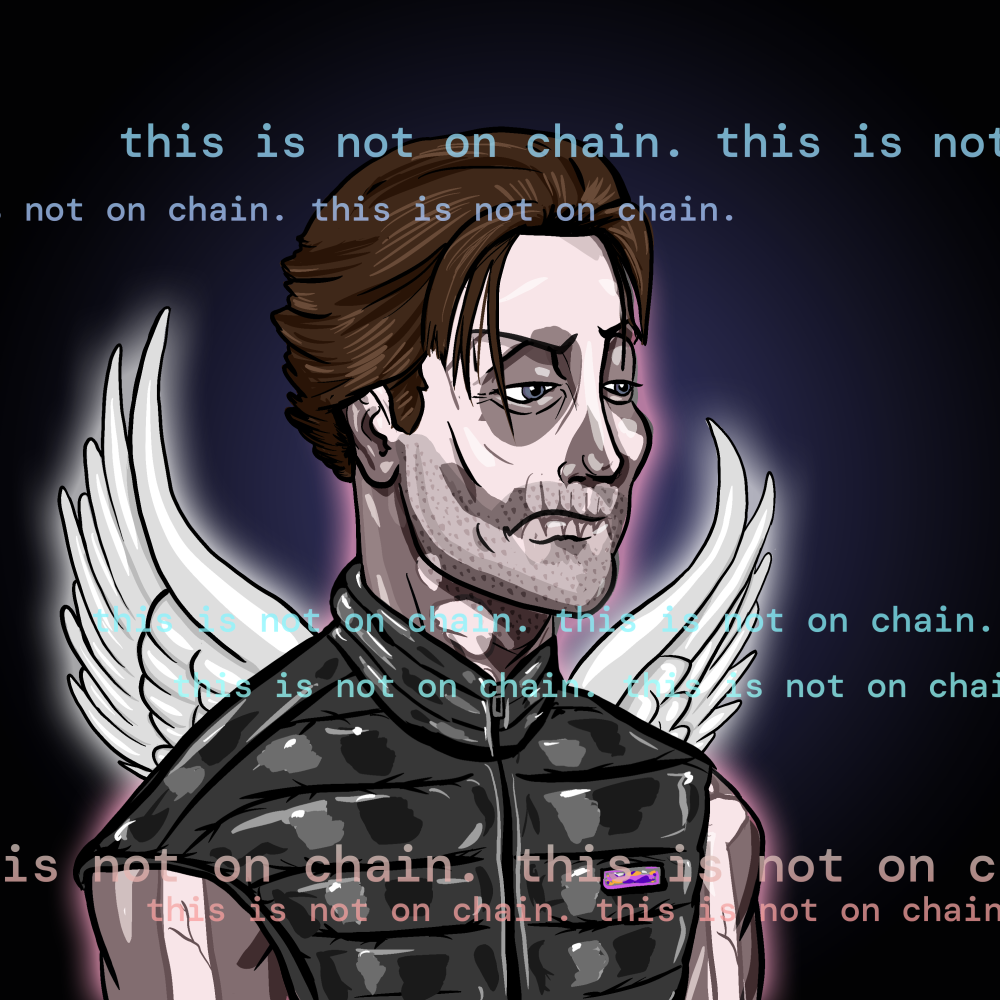 this is not on chain. this is not
not on chain. this is not on chain.
this is not on chain. this is not on chain.
this is not on chain. this is not on chai
is not on chain. this is not on c
this is not on chain. this is not on chain